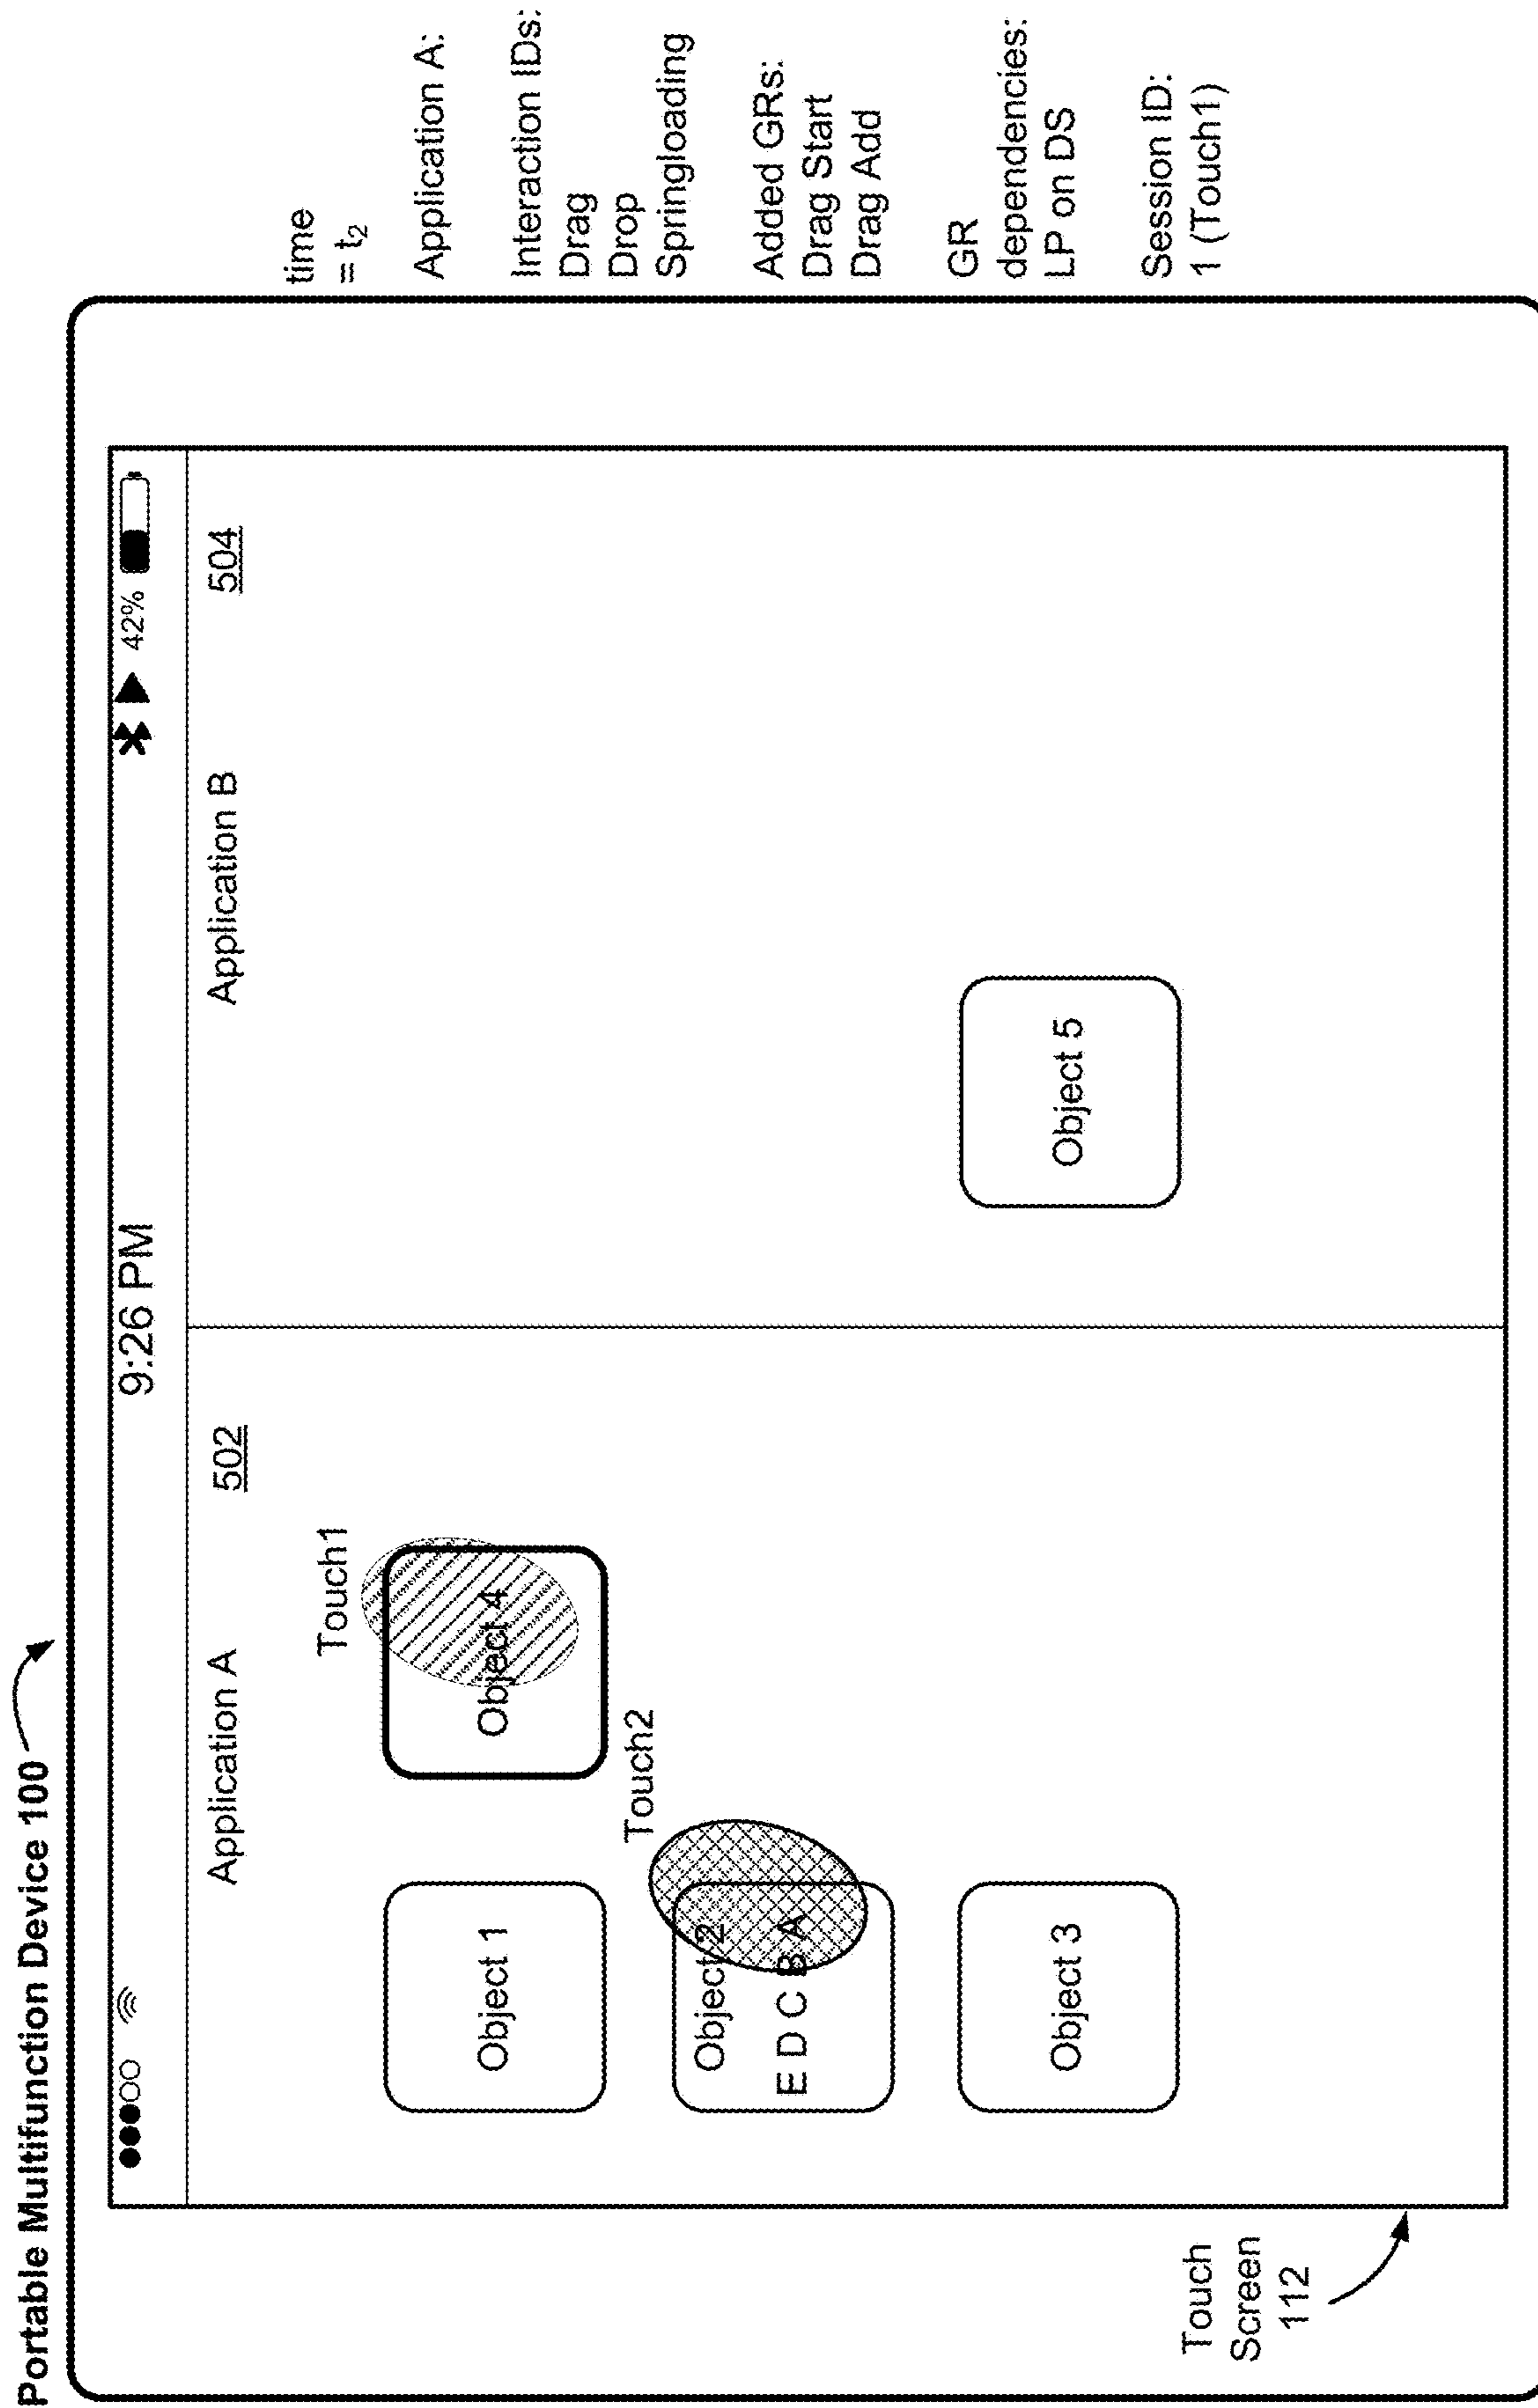 Portable Multifunction Device 100
9:26 PM
42%
Application A
502
Application B
504
Touch1
Object 1
Object 4
Touch2
Object 2
E D C B A
Object 3
Object 5
Touch
Screen
112
time
= t₂
Application A:
Interaction IDs:
Drag
Drop
Springloading
Added GRs:
Drag Start
Drag Add
GR
dependencies:
LP on DS
Session ID:
1 (Touch1)